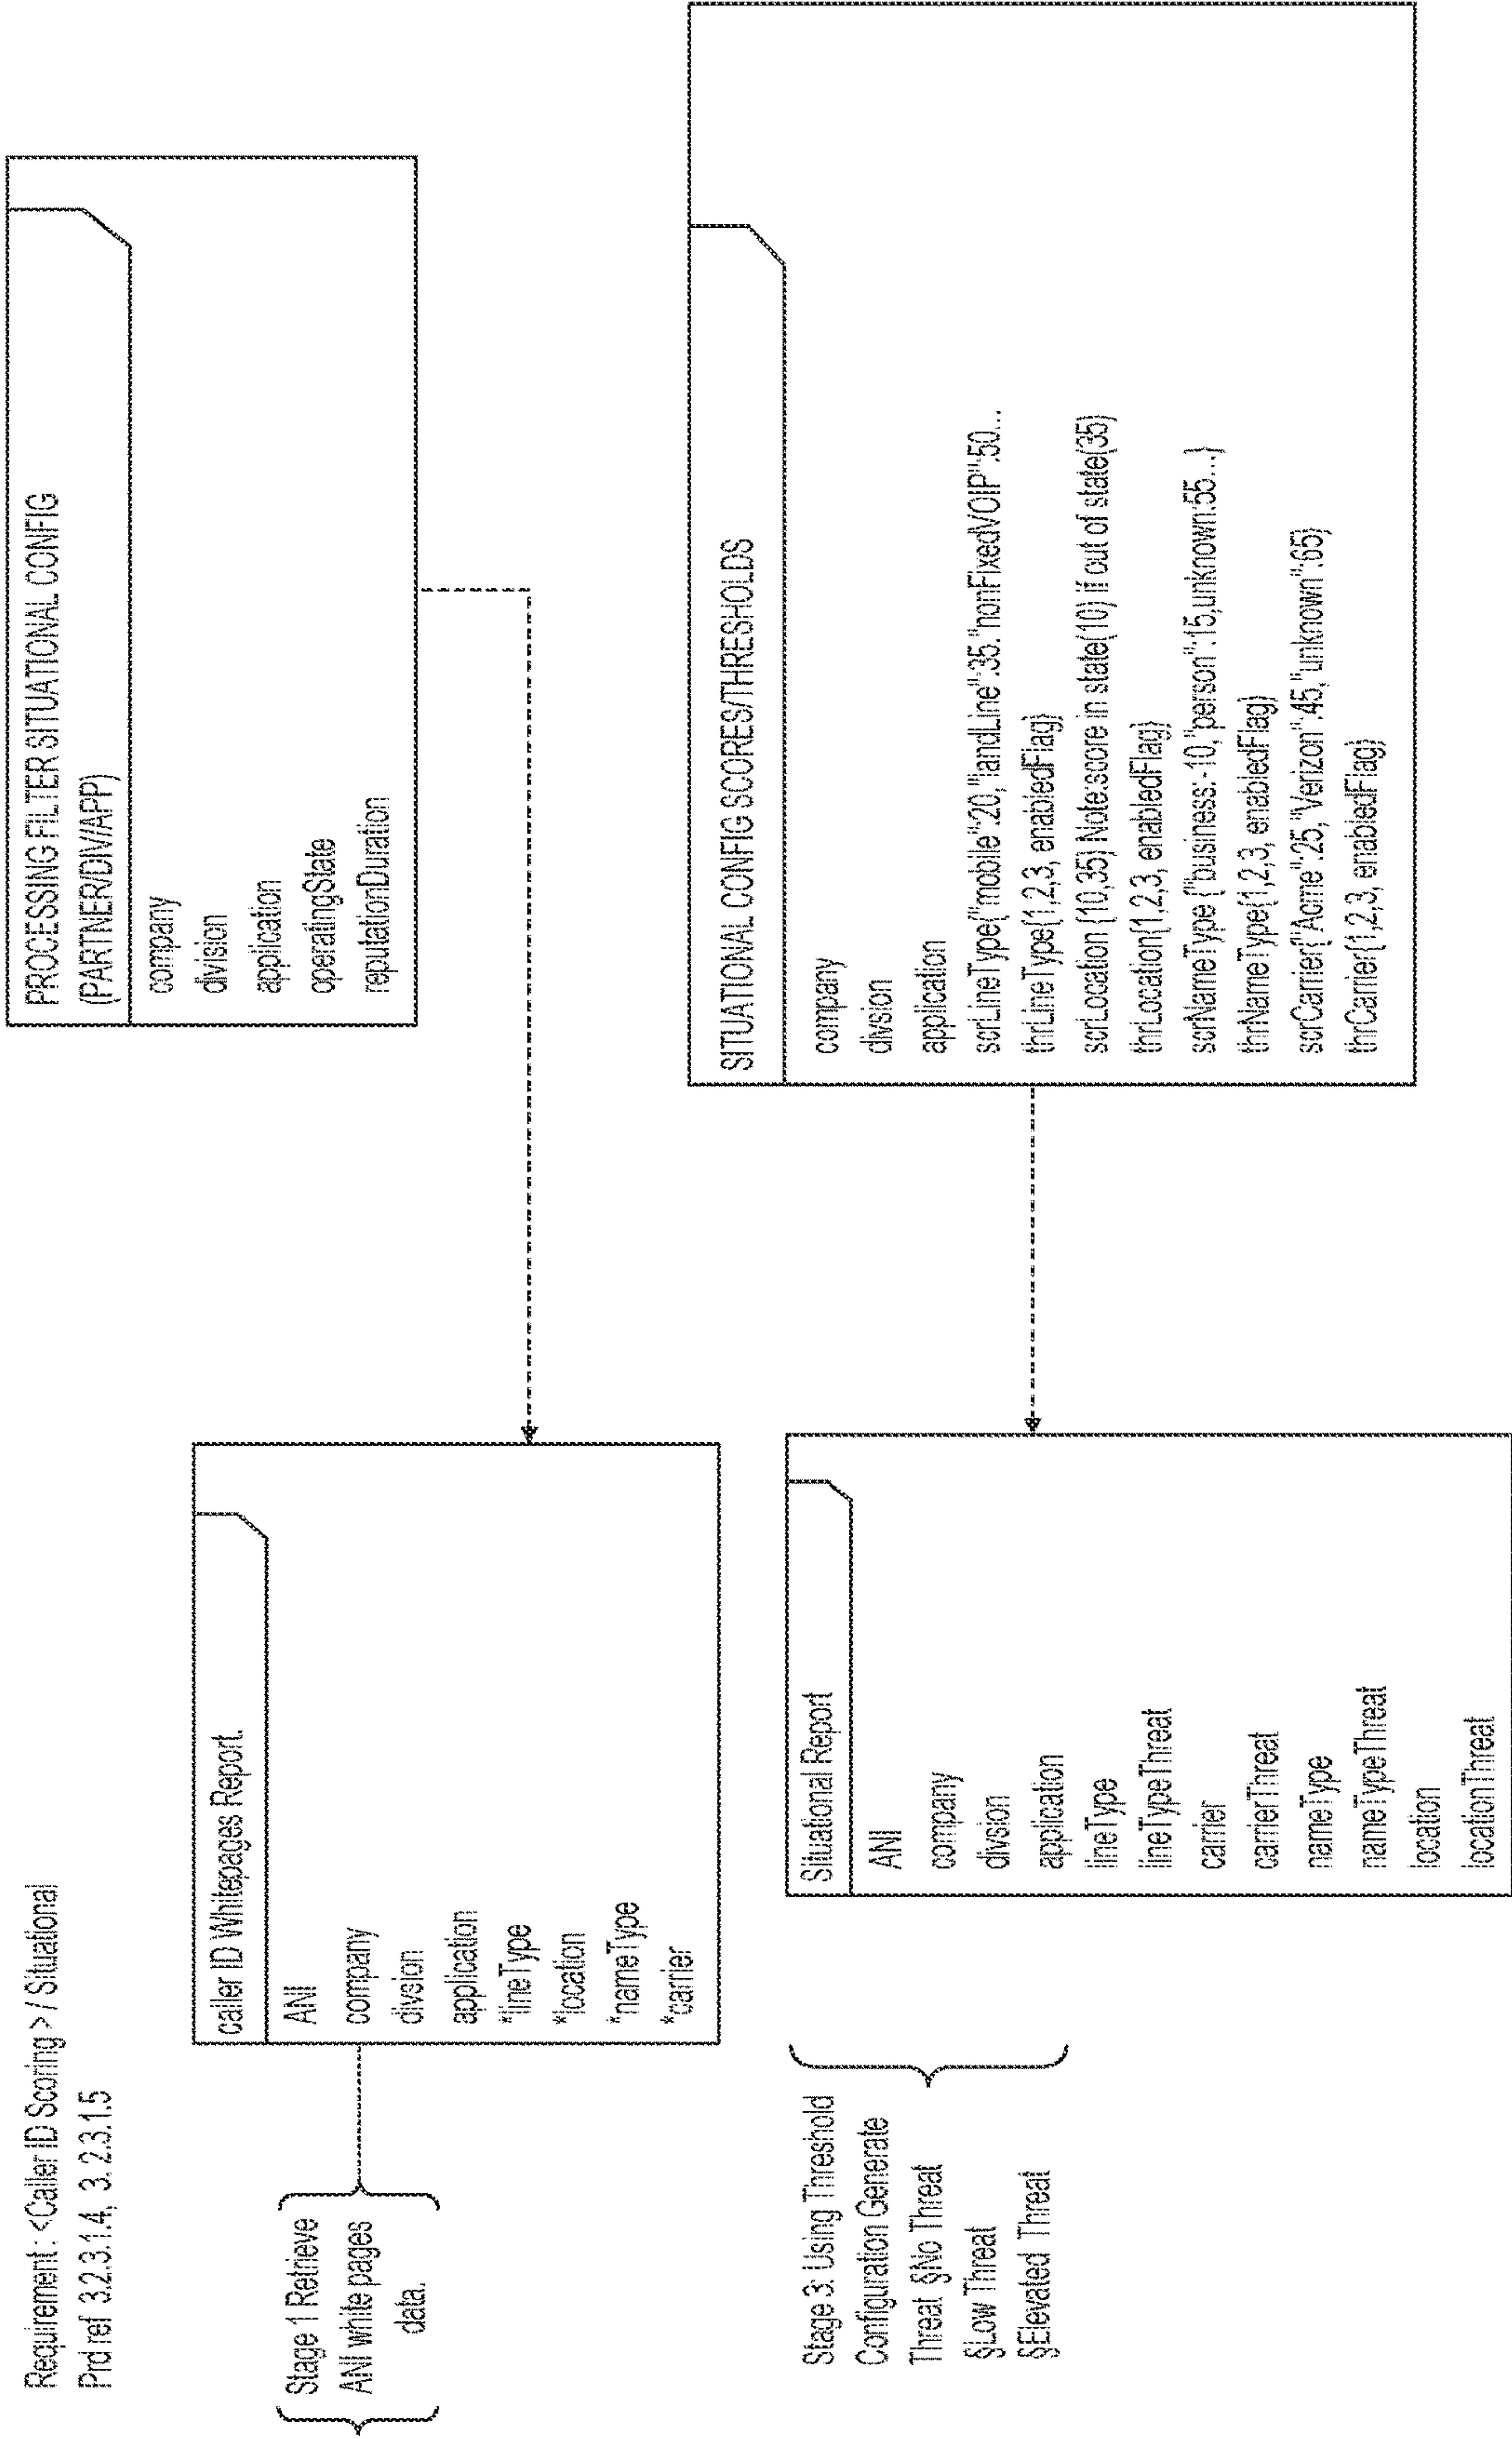 Requirement : <Caller ID Scoring > / Situational
Prd ref 3.2.3.1.4, 3. 2.3.1.5
Stage 1 Retrieve
ANI white pages
data.
caller ID Whitepages Report.
ANI
company
divsion
application
*lineType
*location
*nameType
*carrier
PROCESSING FILTER SITUATIONAL CONFIG
(PARTNER/DIV/APP)
company
division
application
operatingState
reputationDuration
Stage 3: Using Threshold
Configuration Generate
Threat §No Threat
§Low Threat
§Elevated Threat
Situational Report
ANI
company
divsion
application
lineType
lineTypeThreat
carrier
carrierThreat
nameType
nameTypeThreat
location
locationThreat
SITUATIONAL CONFIG SCORES/THRESHOLDS
company
divsion
application
scrLineType{"mobile":20,"landLine":35."nonFixedVOIP":50...
thrLineType{1,2,3, enabledFlag}
scrLocation {10,35} Note:score in state(10) if out of state(35)
thrLocation{1,2,3, enabledFlag}
scrNameType {"business:-10,"person":15,unknown:55...}
thrNameType{1,2,3, enabledFlag}
scrCarrier{"Acme":25,"Verizon":45,"unknown":65}
thrCarrier{1,2,3, enabledFlag}